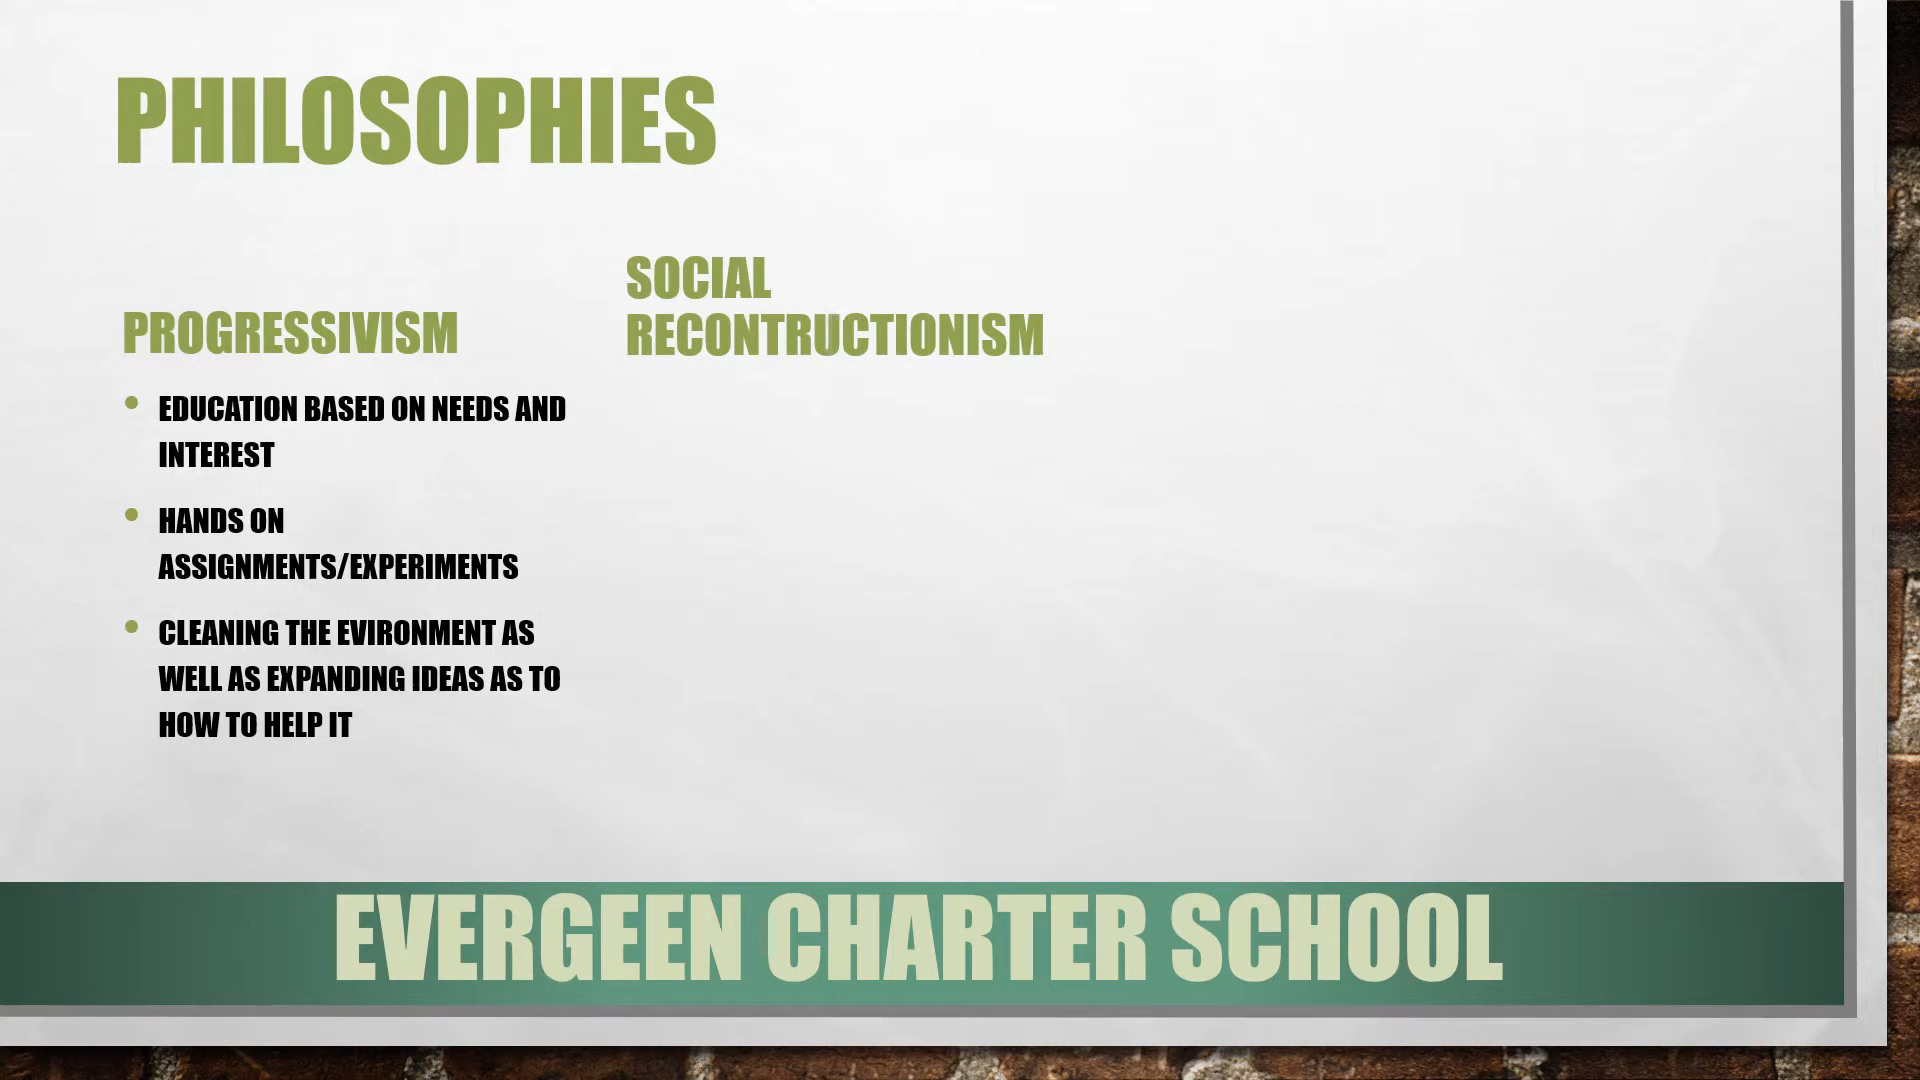 PHILOSOPHIES
PROGRESSIVISM
EDUCATION BASED ON NEEDS AND
INTEREST
HANDS ON
ASSIGNMENTS/EXPERIMENTS
CLEANING THE EVIRONMENT AS
WELL AS EXPANDING IDEAS AS TO
HOW TO HELP IT
SOCIAL
RECONTRUCTIONISM
EVERGEEN CHARTER SCHOOL